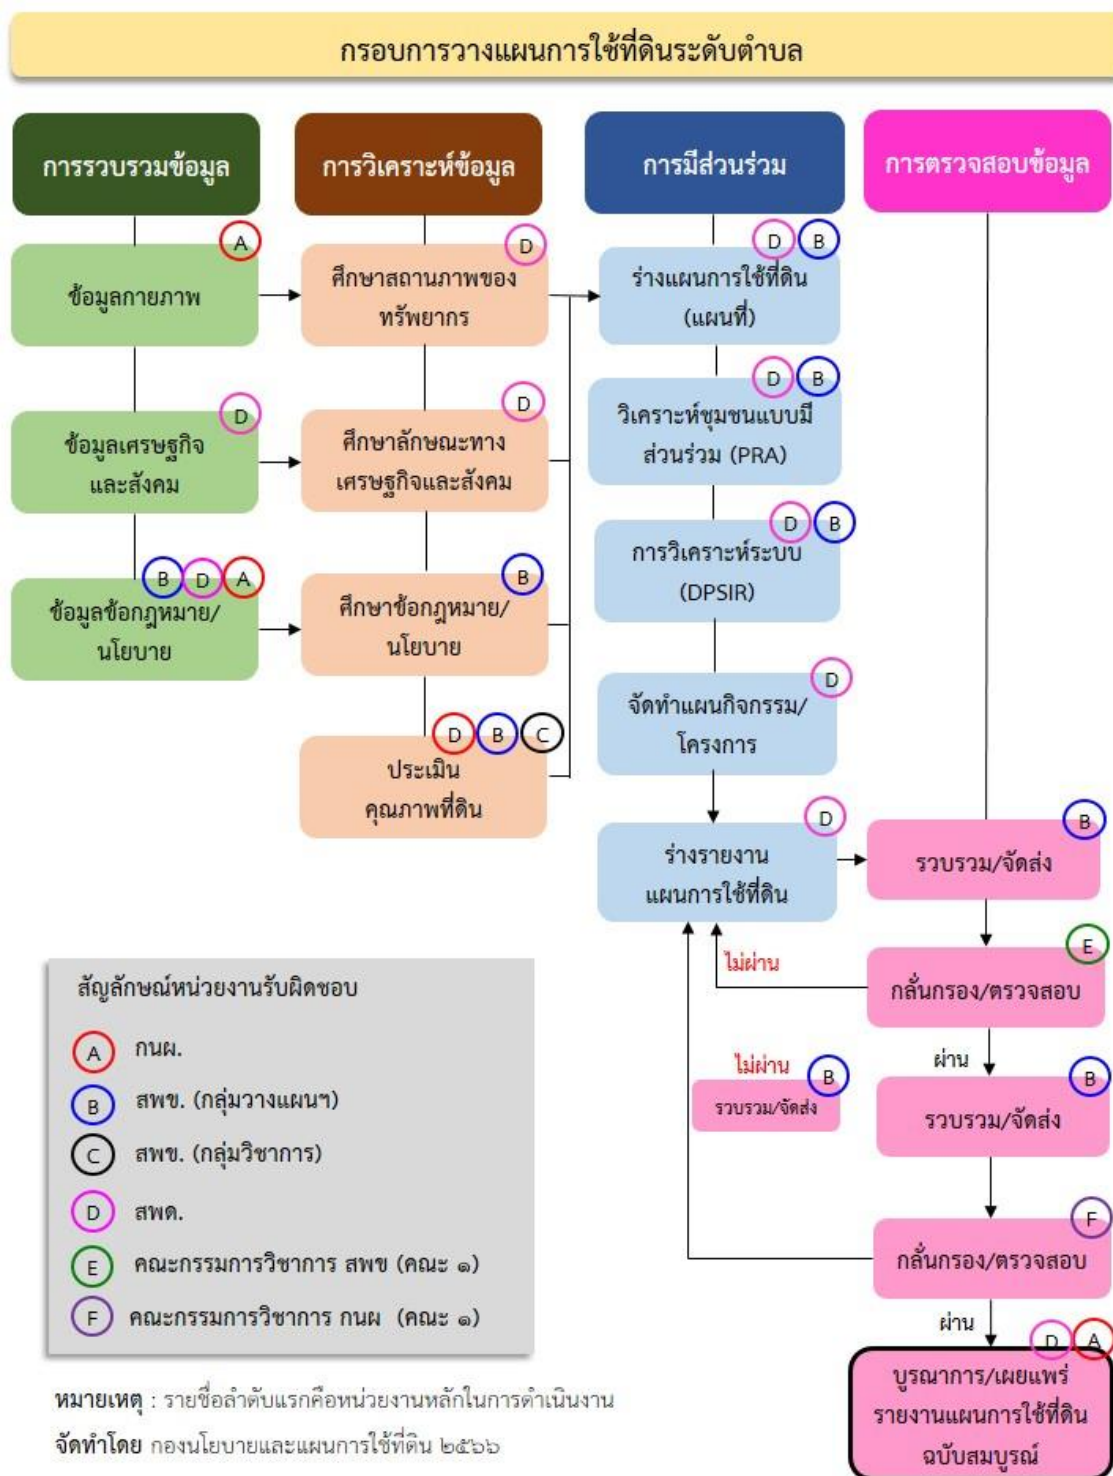 กรอบการวางแผนการใช้ที่ดินระดับตำบล
การรวบรวมข้อมูล
การวิเคราะห์ข้อมูล
การมีส่วนร่วม
การตรวจสอบข้อมูล
A
ข้อมูลกายภาพ
D
ข้อมูลเศรษฐกิจ
และสังคม
B D A
ข้อมูลข้อกฎหมาย/
นโยบาย
D
ศึกษาสถานภาพของ
ทรัพยากร
D
ศึกษาลักษณะทาง
เศรษฐกิจและสังคม
B
ศึกษาข้อกฎหมาย/
นโยบาย
D B C
ประเมิน
คุณภาพที่ดิน
D B
ร่างแผนการใช้ที่ดิน
(แผนที่)
D B
วิเคราะห์ชุมชนแบบมี
ส่วนร่วม (PRA)
D B
การวิเคราะห์ระบบ
(DPSIR)
D
จัดทำแผนกิจกรรม/
โครงการ
D
ร่างรายงาน
แผนการใช้ที่ดิน
B
รวบรวม/จัดส่ง
E
ไม่ผ่าน
กลั่นกรอง/ตรวจสอบ
ผ่าน
ไม่ผ่าน
B
รวบรวม/จัดส่ง
B
รวบรวม/จัดส่ง
F
กลั่นกรอง/ตรวจสอบ
ผ่าน
D A
บูรณาการ/เผยแพร่
รายงานแผนการใช้ที่ดิน
ฉบับสมบูรณ์
สัญลักษณ์หน่วยงานรับผิดชอบ
A กนผ.
B สพข. (กลุ่มวางแผนฯ)
C สพข. (กลุ่มวิชาการ)
D สพด.
E คณะกรรมการวิชาการ สพข (คณะ ๑)
F คณะกรรมการวิชาการ กนผ (คณะ ๑)
หมายเหตุ : รายชื่อลำดับแรกคือหน่วยงานหลักในการดำเนินงาน
จัดทำโดย กองนโยบายและแผนการใช้ที่ดิน ๒๕๖๖